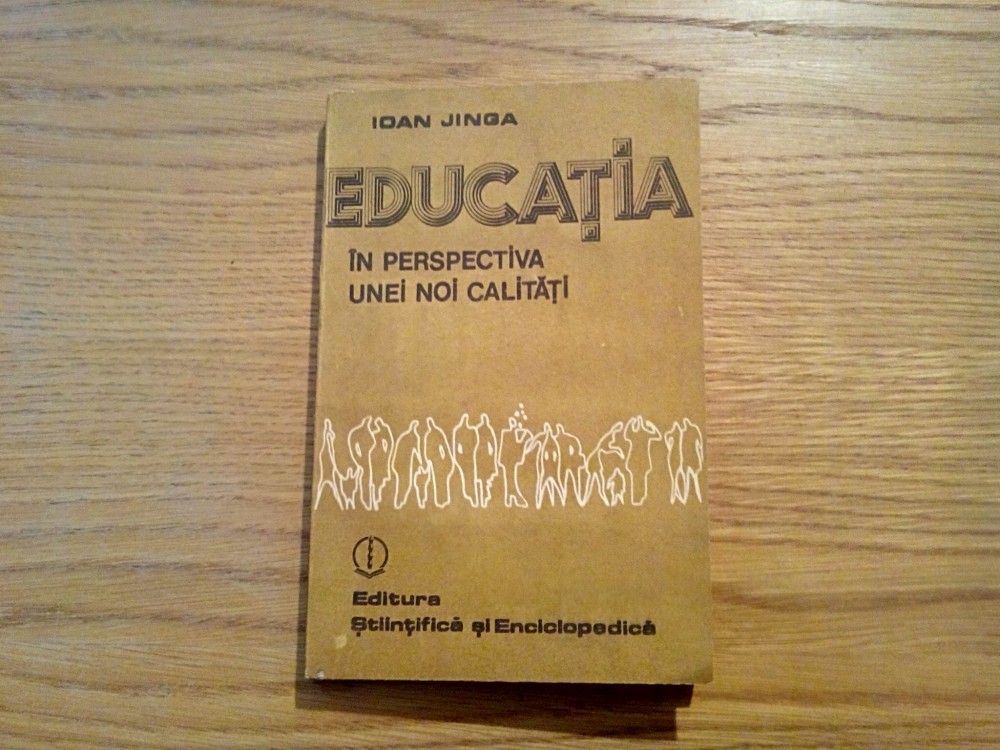 IOAN JINGA
EDUCAȚIA
ÎN PERSPECTIVA
UNEI NOI CALITĂȚI
Editura
Științifică și Enciclopedică